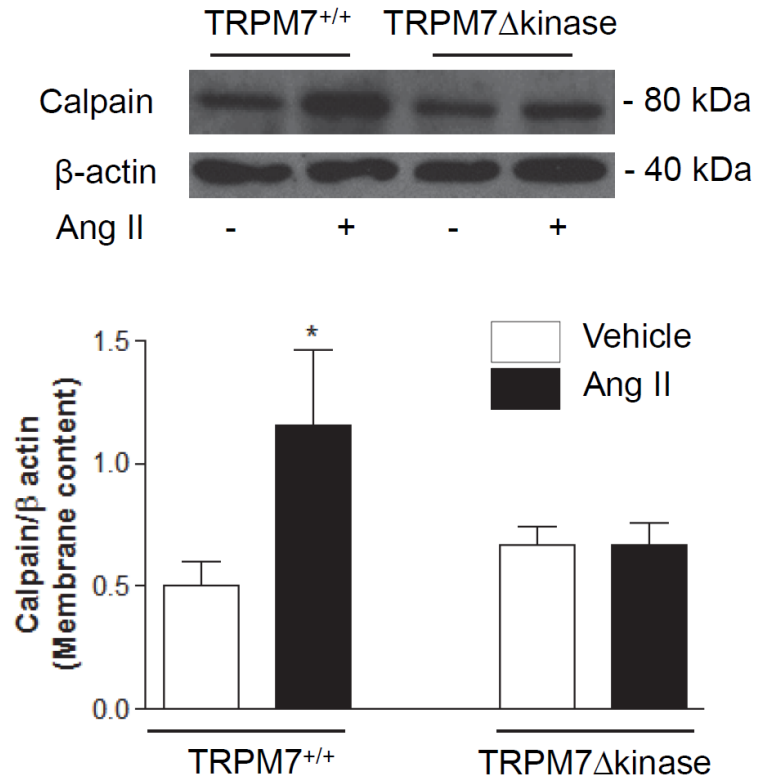 TRPM7+/+ TRPM7Δkinase
Calpain - 80 kDa
β-actin - 40 kDa
Ang II - + - +
Calpain/β actin
(Membrane content)
1.5
1.0
0.5
0.0
*
Vehicle
Ang II
TRPM7+/+ TRPM7Δkinase